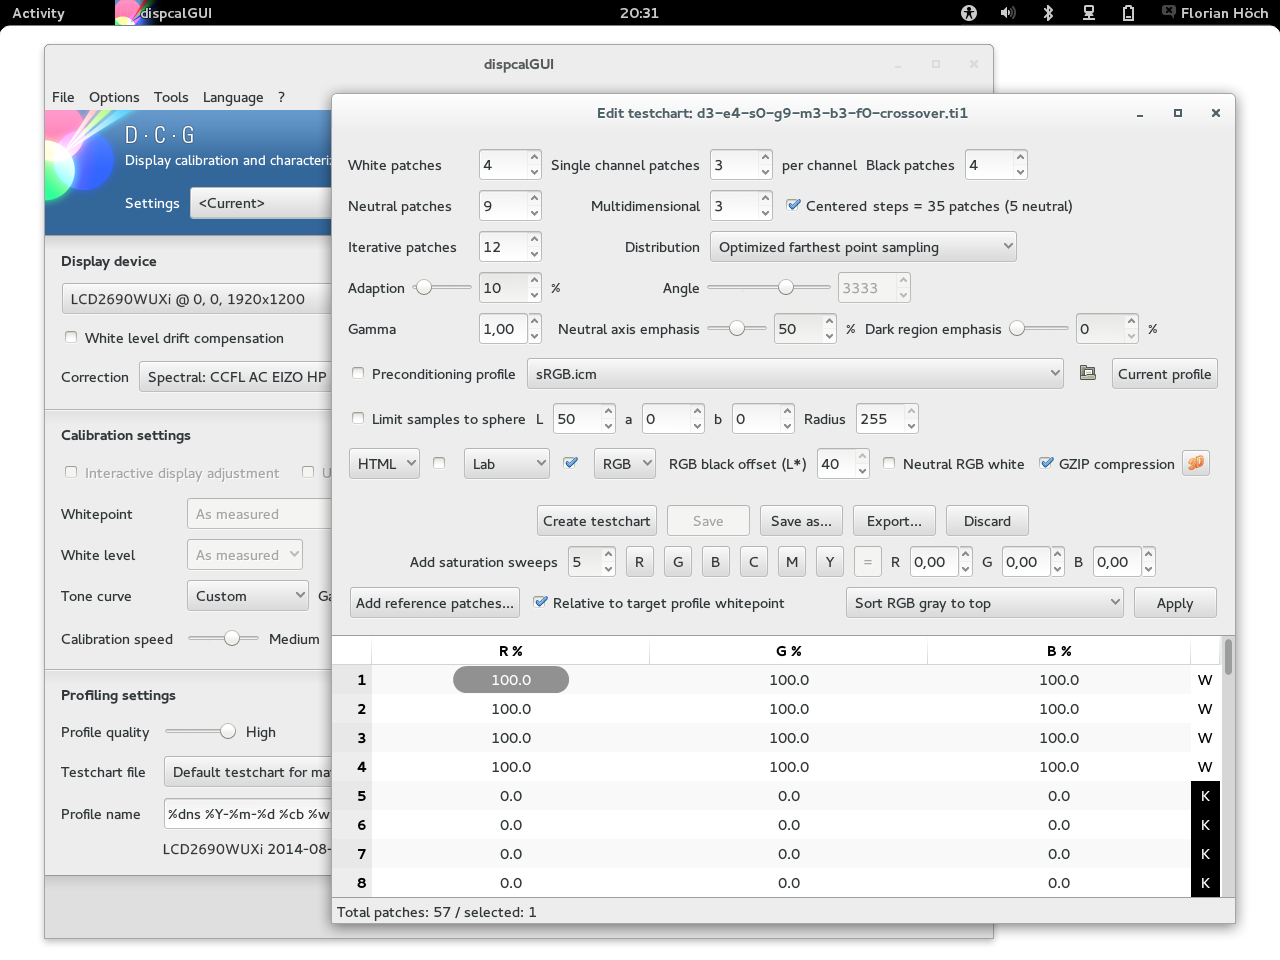 Activity dispcalGUI 20:31 Florian Höch
dispcalGUI
File Options Tools Language ?
D·C·G
Display calibration and
Settings <Current>
Display device
LCD2690WUXi @ 0, 0, 1920x1200
White level drift compensation
Correction Spectral: CCFL AC EIZO HP
Calibration settings
Interactive display adjustment U
Whitepoint As measured
White level As measured
Tone curve Custom Ga
Calibration speed Medium
Profiling settings
Profile quality High
Testchart file Default testchart for ma
Profile name %dns %Y-%m-%d %cb %w
LCD2690WUXi 2014-08-
Edit testchart: d3-e4-s0-g9-m3-b3-f0-crossover.ti1
White patches 4 Single channel patches 3 per channel Black patches 4
Neutral patches 9 Multidimensional 3 Centered steps = 35 patches (5 neutral)
Iterative patches 12 Distribution Optimized farthest point sampling
Adaption 10 % Angle 3333
Gamma 1,00 Neutral axis emphasis 50 % Dark region emphasis 0 %
Preconditioning profile sRGB.icm Current profile
Limit samples to sphere L 50 a 0 b 0 Radius 255
HTML Lab RGB RGB black offset (L*) 40 Neutral RGB white GZIP compression 3D
Create testchart Save Save as... Export... Discard
Add saturation sweeps 5 R G B C M Y = R 0,00 G 0,00 B 0,00
Add reference patches... Relative to target profile whitepoint Sort RGB gray to top Apply
R % G % B %
1 100.0 100.0 100.0 W
2 100.0 100.0 100.0 W
3 100.0 100.0 100.0 W
4 100.0 100.0 100.0 W
5 0.0 0.0 0.0 K
6 0.0 0.0 0.0 K
7 0.0 0.0 0.0 K
8 0.0 0.0 0.0 K
Total patches: 57 / selected: 1